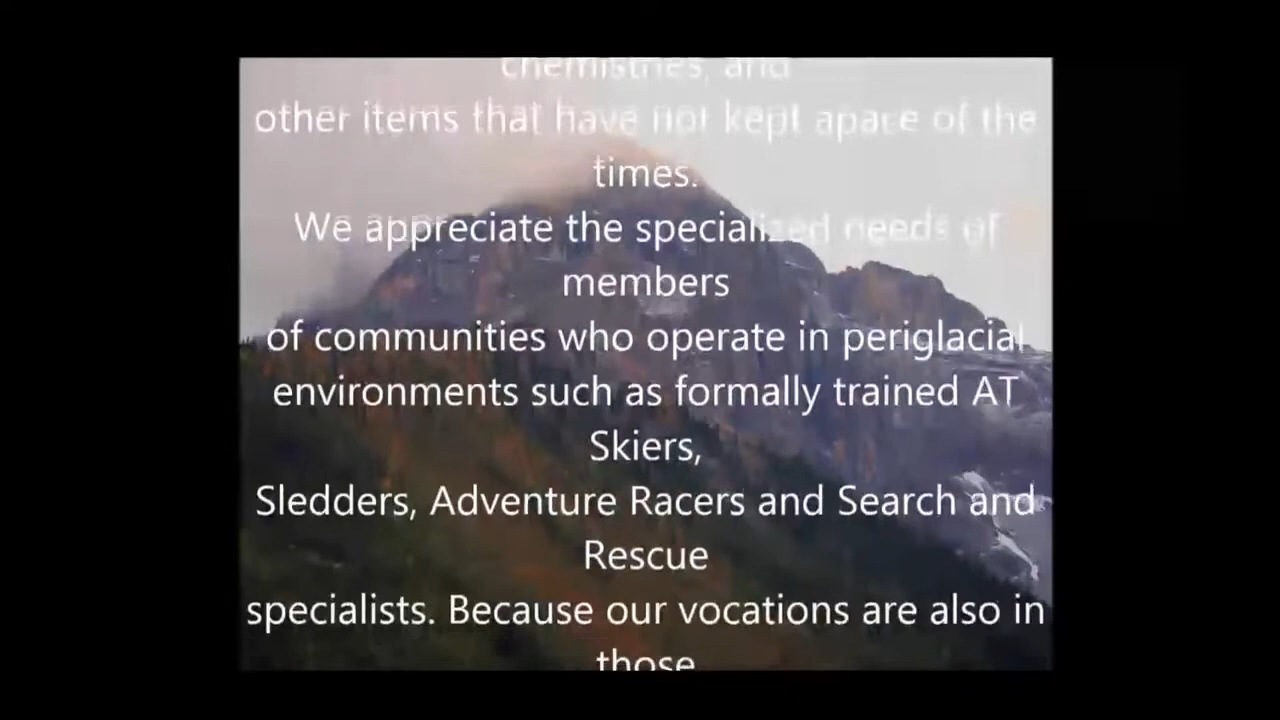 chemistries, and
other items that have not kept apace of the
times.
We appreciate the specialized needs of
members
of communities who operate in periglacial
environments such as formally trained AT
Skiers,
Sledders, Adventure Racers and Search and
Rescue
specialists. Because our vocations are also in
those